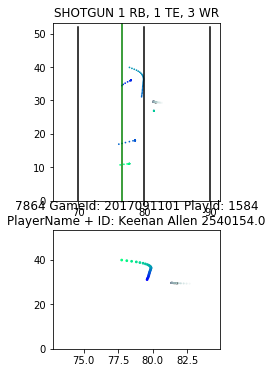 SHOTGUN 1 RB, 1 TE, 3 WR
50
40
30
20
10
0
70 80 90
7864 GameId: 2017091101 PlayId: 1584
PlayerName + ID: Keenan Allen 2540154.0
40
20
0
75.0 77.5 80.0 82.5